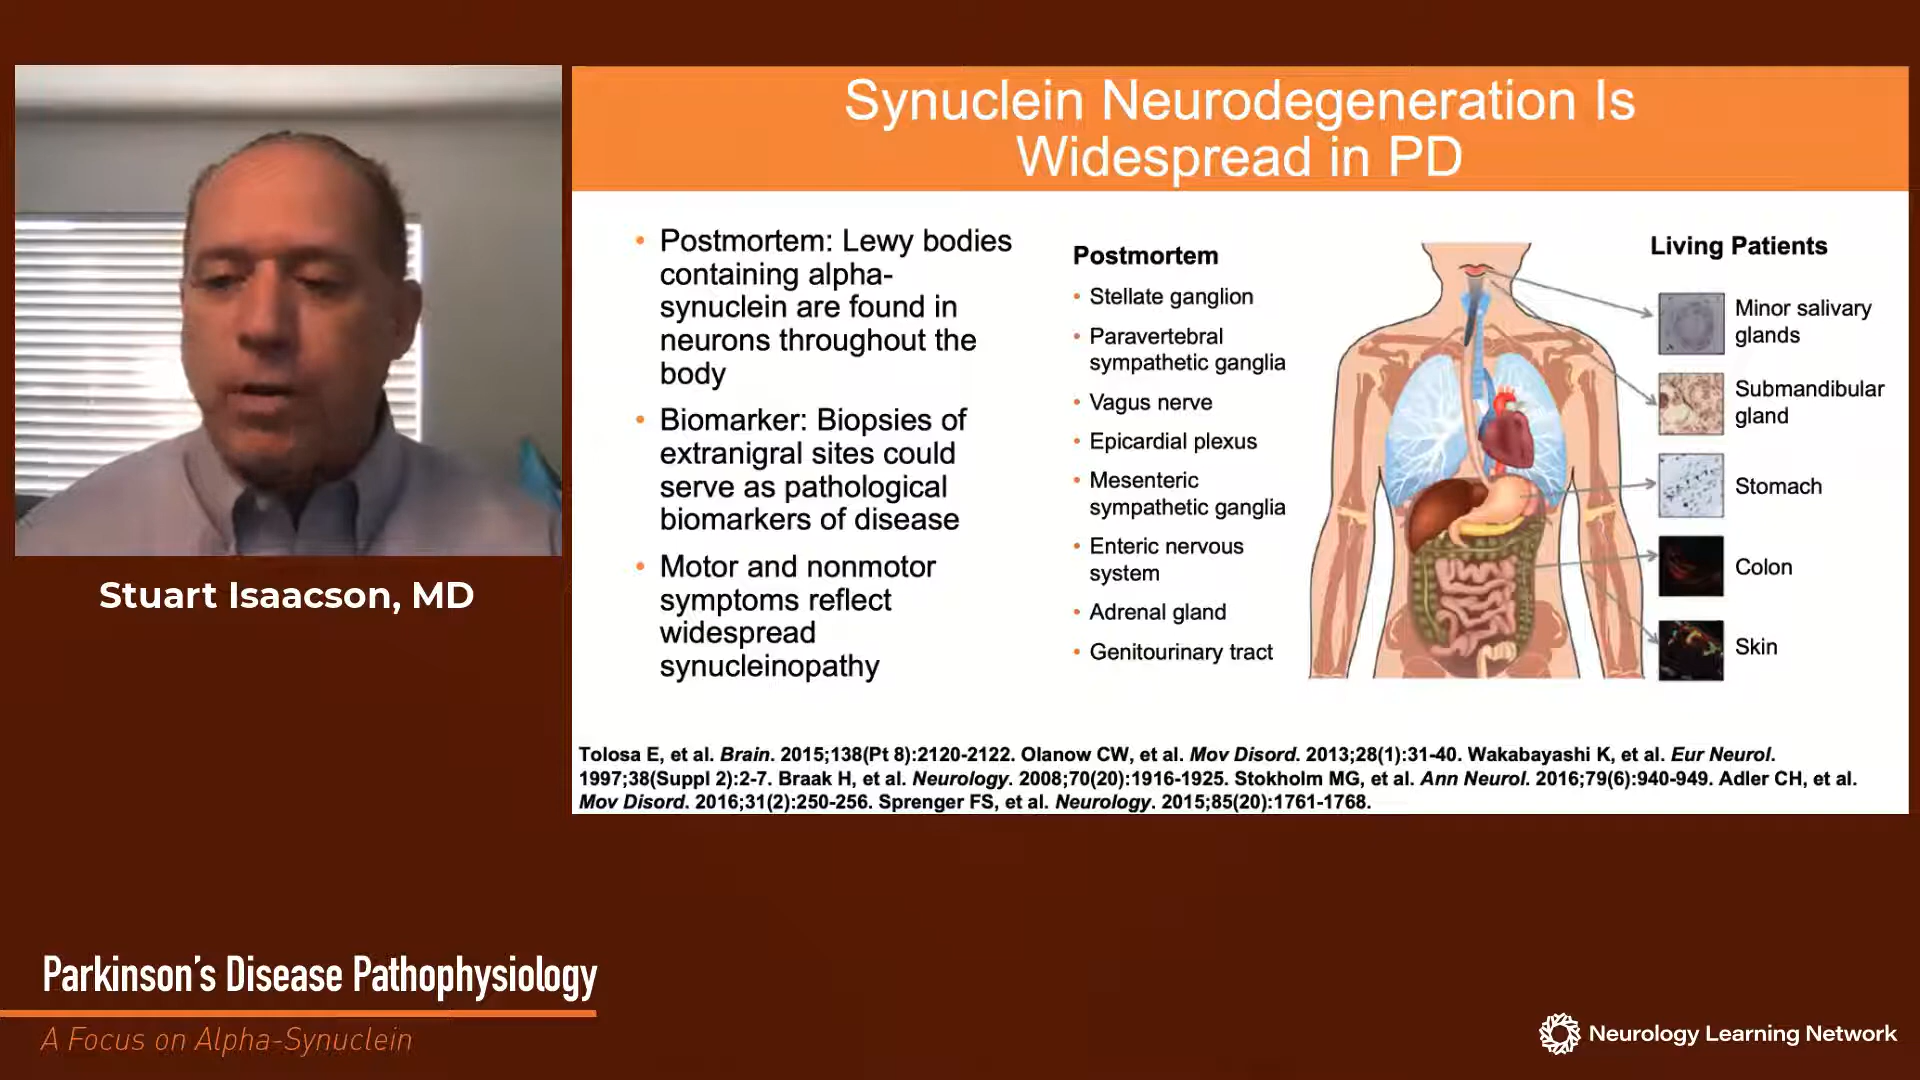 Synuclein Neurodegeneration Is
Widespread in PD
• Postmortem: Lewy bodies
containing alpha-
synuclein are found in
neurons throughout the
body
• Biomarker: Biopsies of
extranigral sites could
serve as pathological
biomarkers of disease
• Motor and nonmotor
symptoms reflect
widespread
synucleinopathy
Postmortem
• Stellate ganglion
• Paravertebral
sympathetic ganglia
• Vagus nerve
• Epicardial plexus
• Mesenteric
sympathetic ganglia
• Enteric nervous
system
• Adrenal gland
• Genitourinary tract
Living Patients
Minor salivary
glands
Submandibular
gland
Stomach
Colon
Skin
Tolosa E, et al. Brain. 2015;138(Pt 8):2120-2122. Olanow CW, et al. Mov Disord. 2013;28(1):31-40. Wakabayashi K, et al. Eur Neurol.
1997;38(Suppl 2):2-7. Braak H, et al. Neurology. 2008;70(20):1916-1925. Stokholm MG, et al. Ann Neurol. 2016;79(6):940-949. Adler CH, et al.
Mov Disord. 2016;31(2):250-256. Sprenger FS, et al. Neurology. 2015;85(20):1761-1768.
Stuart Isaacson, MD
Parkinson's Disease Pathophysiology
A Focus on Alpha-Synuclein
Neurology Learning Network